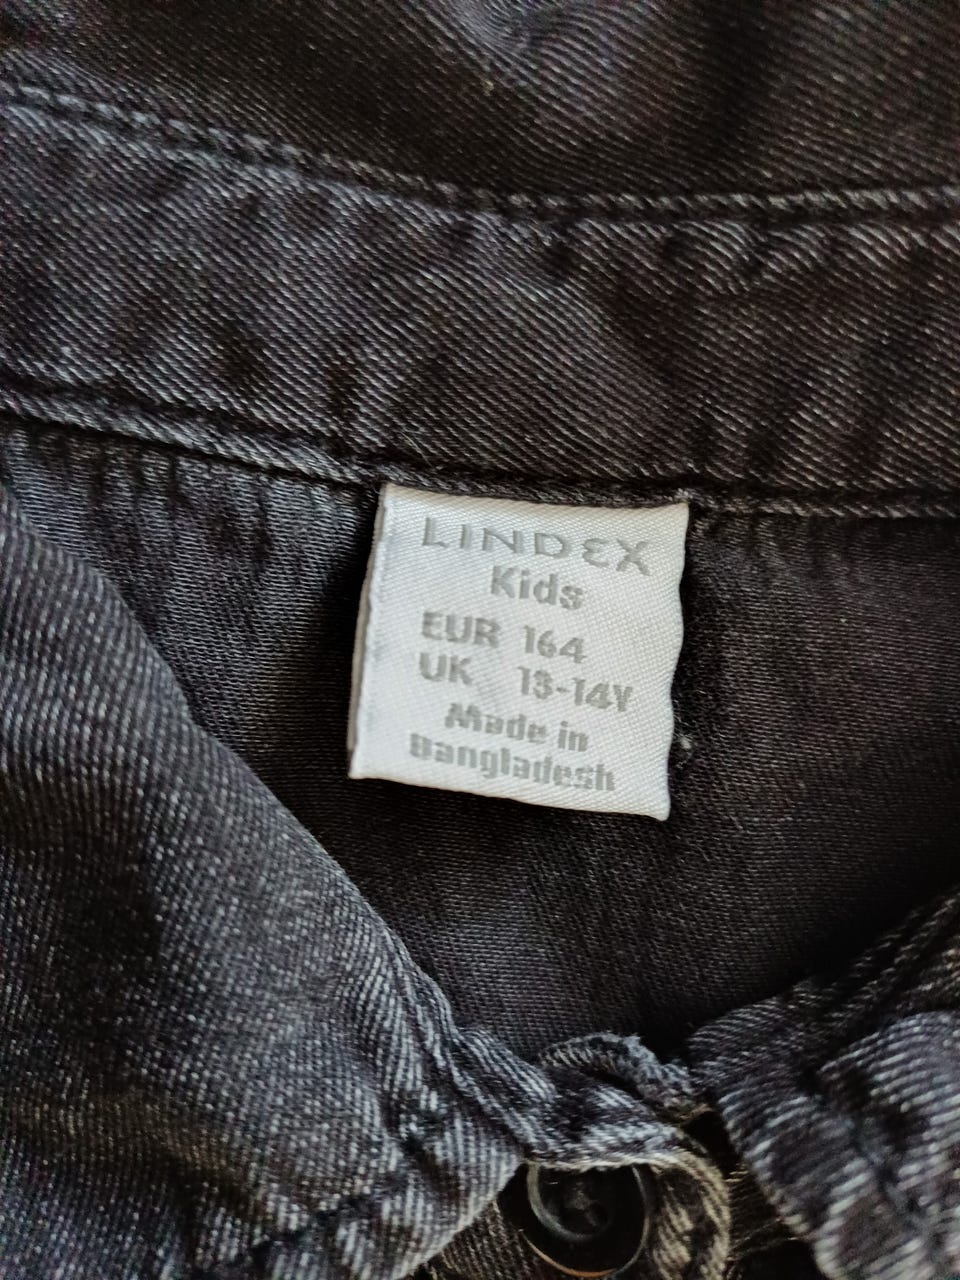 LINDEX
Kids
EUR 164
UK 13-14Y
Made in
Bangladesh